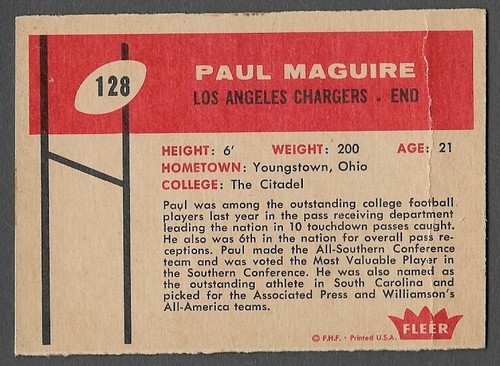 128
PAUL MAGUIRE
LOS ANGELES CHARGERS . END
HEIGHT: 6' WEIGHT: 200 AGE: 21
HOMETOWN: Youngstown, Ohio
COLLEGE: The Citadel
Paul was among the outstanding college football
players last year in the pass receiving department
leading the nation in 10 touchdown passes caught.
He also was 6th in the nation for overall pass re-
ceptions. Paul made the All-Southern Conference
team and was voted the Most Valuable Player in
the Southern Conference. He was also named as
the outstanding athlete in South Carolina and
picked for the Associated Press and Williamson's
All-America teams.
FLEER
© F.H.F. • Printed U.S.A.